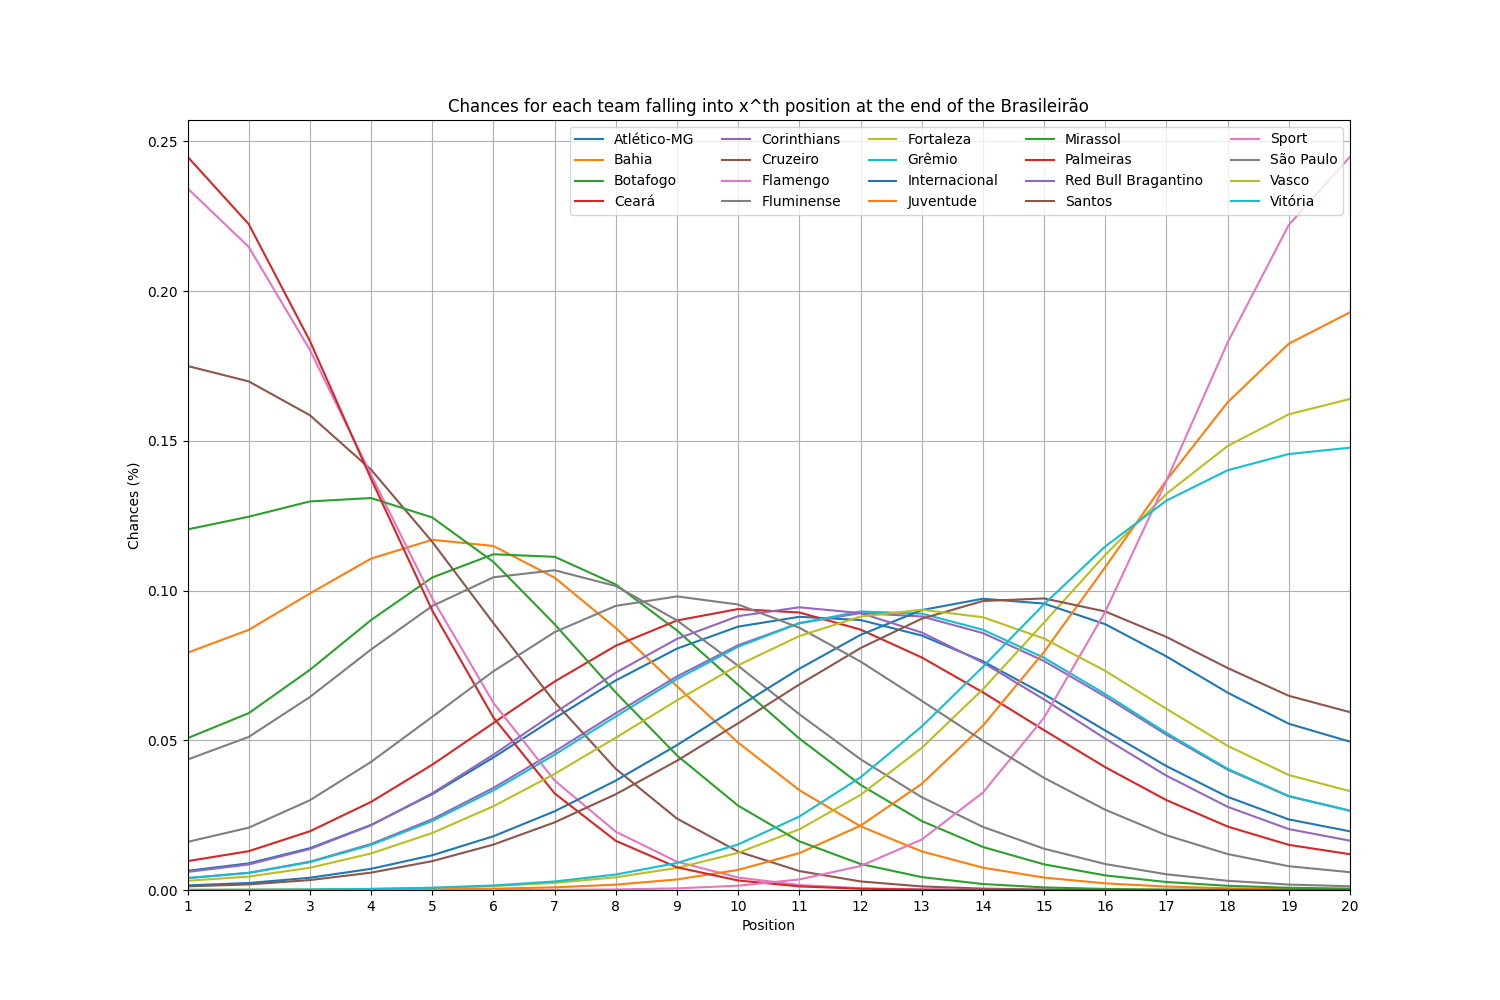 Chances for each team falling into x^th position at the end of the Brasileirão
Atlético-MG
Bahia
Botafogo
Ceará
Corinthians
Cruzeiro
Flamengo
Fluminense
Fortaleza
Grêmio
Internacional
Juventude
Mirassol
Palmeiras
Red Bull Bragantino
Santos
Sport
São Paulo
Vasco
Vitória
Chances (%)
0.25
0.20
0.15
0.10
0.05
0.00
1 2 3 4 5 6 7 8 9 10 11 12 13 14 15 16 17 18 19 20
Position